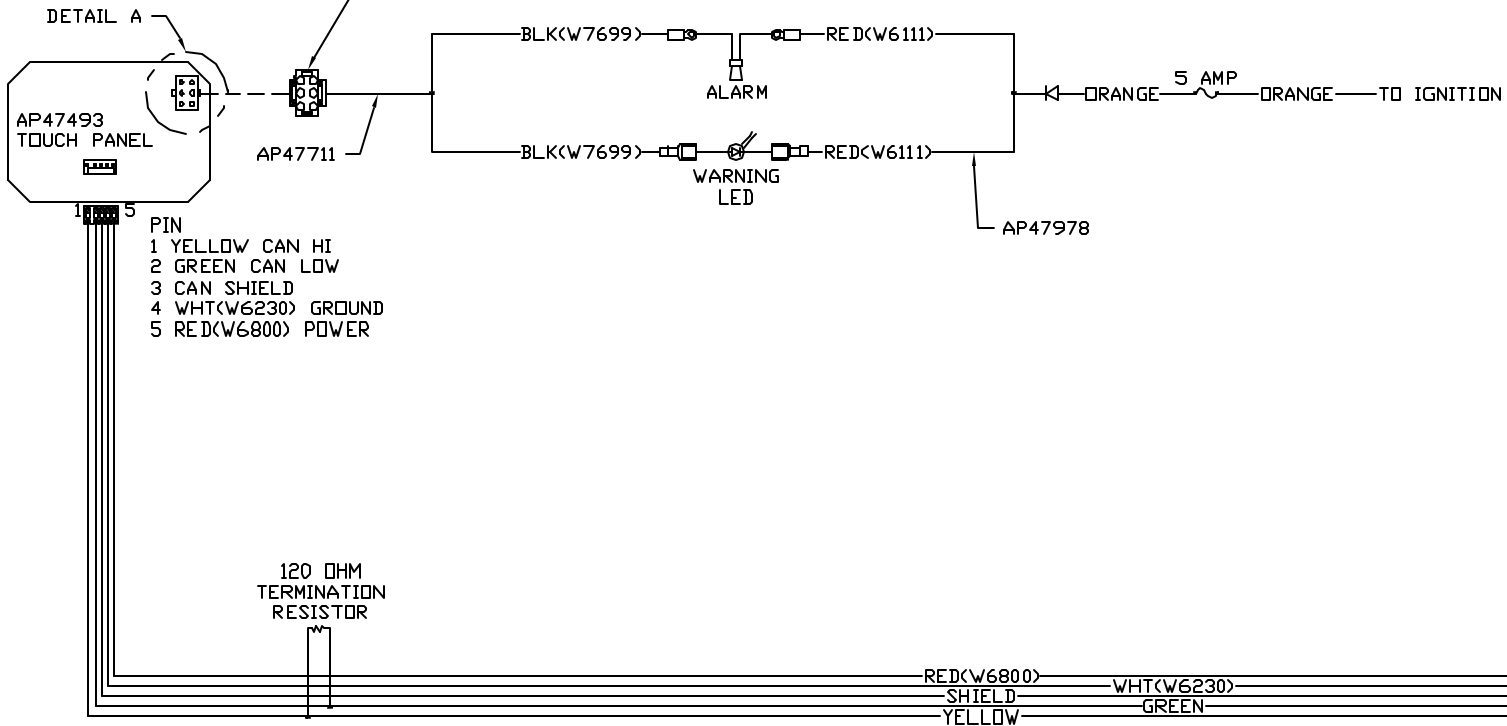 DETAIL A
BLK(W7699)
RED(W6111)
ALARM
5 AMP
ORANGE
ORANGE
TO IGNITION
AP47493
TOUCH PANEL
AP47711
BLK(W7699)
RED(W6111)
WARNING
LED
AP47978
1
5
PIN
1 YELLOW CAN HI
2 GREEN CAN LOW
3 CAN SHIELD
4 WHT(W6230) GROUND
5 RED(W6800) POWER
120 OHM
TERMINATION
RESISTOR
RED(W6800)
WHT(W6230)
SHIELD
GREEN
YELLOW